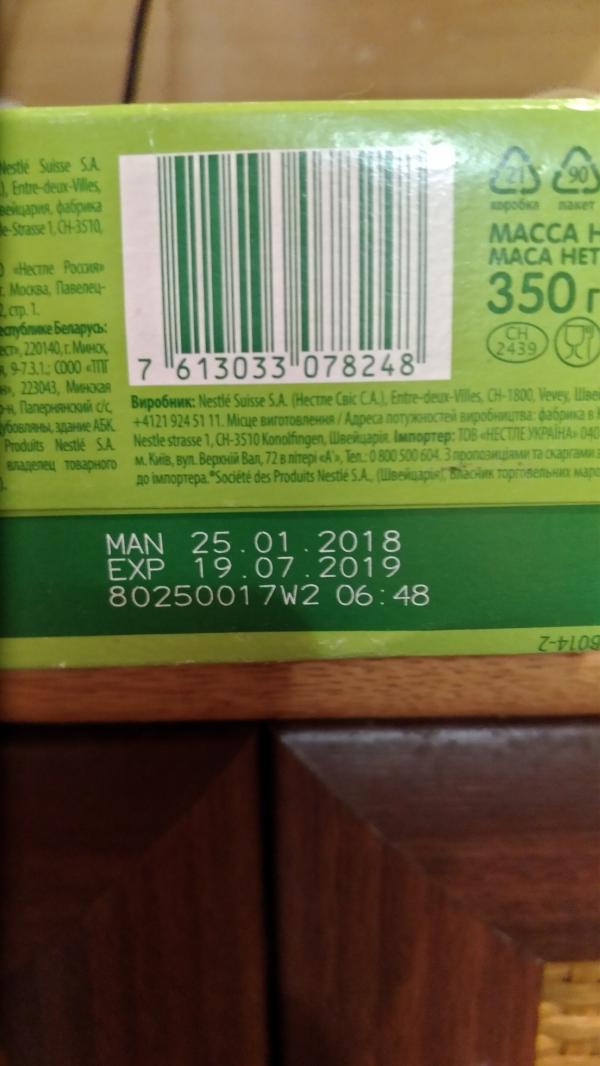 Nestlé Suisse S.A.
), Entre-deux-Villes,
вейцария, фабрика
e-Strasse 1, CH-3510,
«Нестле Россия»
г. Москва, Павелец-
2, стр. 1.
еспублике Беларусь:
ест», 220140, г. Минск,
9-7.3.1.; СООО «ТПГ
н», 223043, Минская
р-н, Папернянский с/с,
убовляны, здание АБК.
Produits Nestlé S.A.
владелец товарного
).
7 613033 078248
21 90
коробка пакет
МАССА Н
МАСА НЕТ
350 г
CH
2439
Виробник: Nestlé Suisse S.A. (Нестле Свіс С.А.), Entre-deux-Villes, CH-1800, Vevey, Шве
+4121 924 51 11. Місце виготовлення / Адреса потужностей виробництва: фабрика в К
Nestle strasse 1, CH-3510 Konolfingen, Швейцарія. Імпортер: ТОВ «НЕСТЛЕ УКРАЇНА» 040
м. Київ, вул. Верхній Вал, 72 в літері «А», Тел.: 0 800 500 604. З пропозиціями та скаргами з
до імпортера. *Société des Produits Nestlé S.A., (Швейцарія), власник торговельних маро
MAN 25.01.2018
EXP 19.07.2019
80250017W2 06:48
6014-2